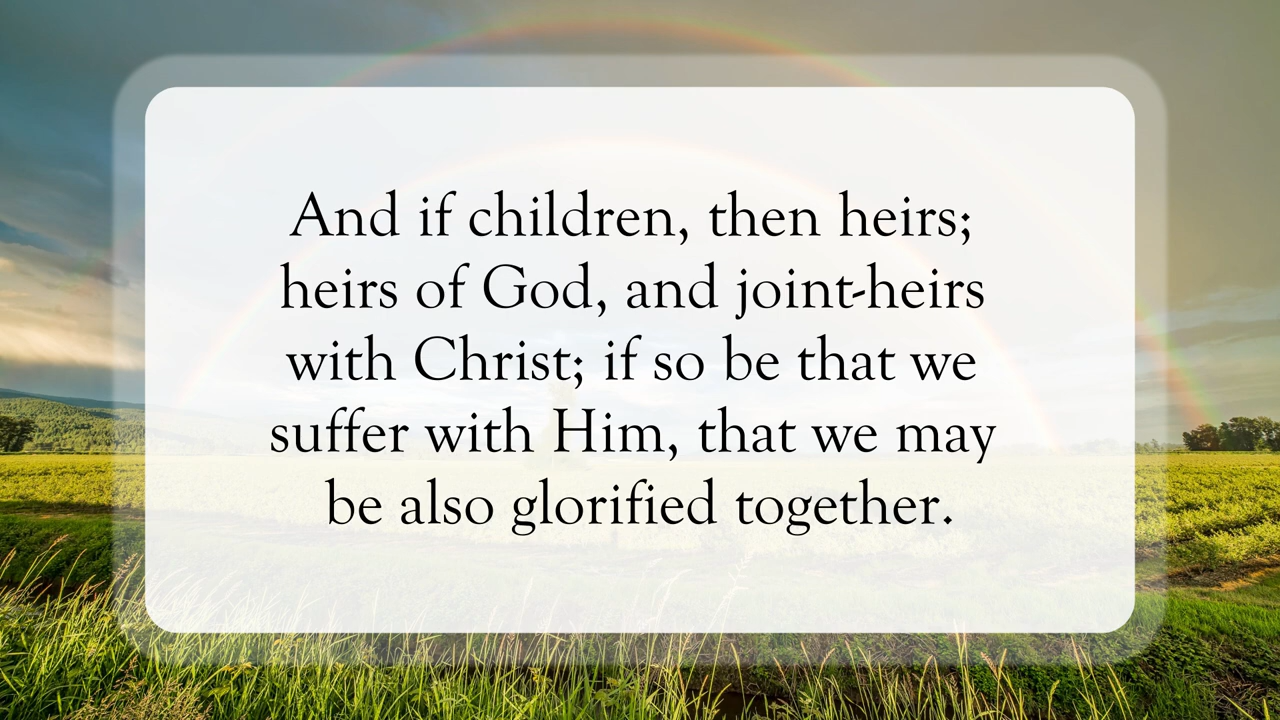 And if children, then heirs;
heirs of God, and joint-heirs
with Christ; if so be that we
suffer with Him, that we may
be also glorified together.